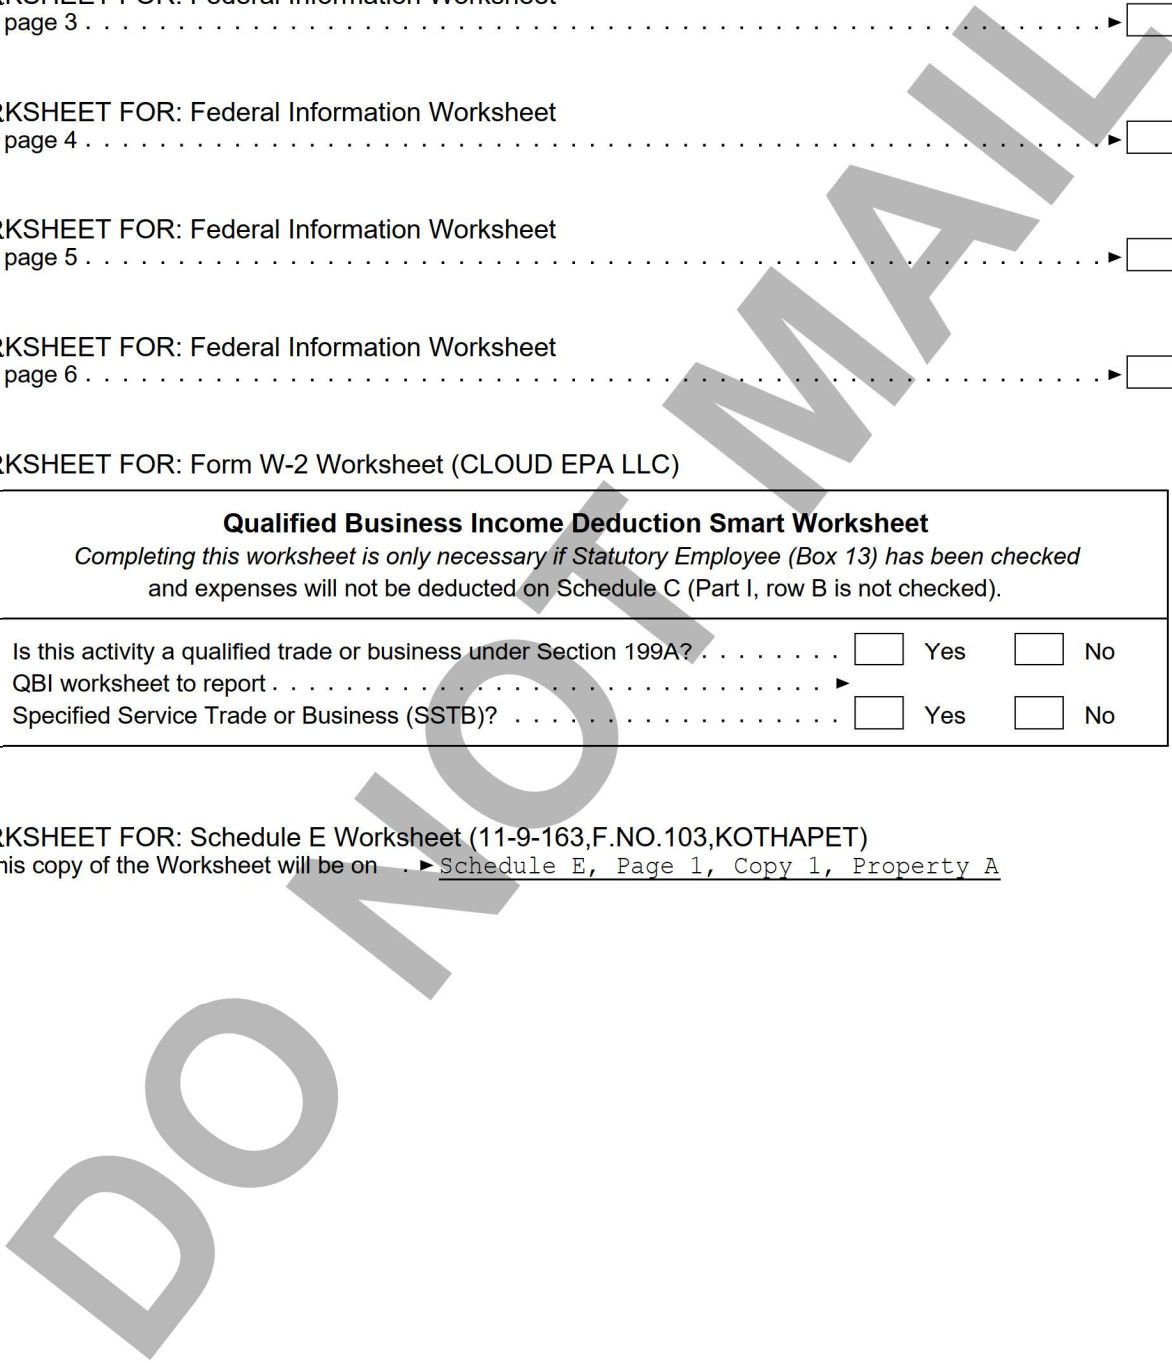 KSHEET FOR: Federal Information Worksheet
page 3 . . . . . . . . . . . . . . . . . . . . . . . . . . . . . . . . . ►
KSHEET FOR: Federal Information Worksheet
page 4 . . . . . . . . . . . . . . . . . . . . . . . . . . . . . . . . . ►
KSHEET FOR: Federal Information Worksheet
page 5 . . . . . . . . . . . . . . . . . . . . . . . . . . . . . . . . . ►
KSHEET FOR: Federal Information Worksheet
page 6 . . . . . . . . . . . . . . . . . . . . . . . . . . . . . . . . . ►
KSHEET FOR: Form W-2 Worksheet (CLOUD EPA LLC)
Qualified Business Income Deduction Smart Worksheet
Completing this worksheet is only necessary if Statutory Employee (Box 13) has been checked
and expenses will not be deducted on Schedule C (Part I, row B is not checked).
Is this activity a qualified trade or business under Section 199A? . . . . . . . . Yes No
QBI worksheet to report . . . . . . . . . . . . . . . . . . . . . . . . ►
Specified Service Trade or Business (SSTB)? . . . . . . . . . . . . . . . . . Yes No
KSHEET FOR: Schedule E Worksheet (11-9-163,F.NO.103,KOTHAPET)
his copy of the Worksheet will be on . ► Schedule E, Page 1, Copy 1, Property A
DO NOT MAIL